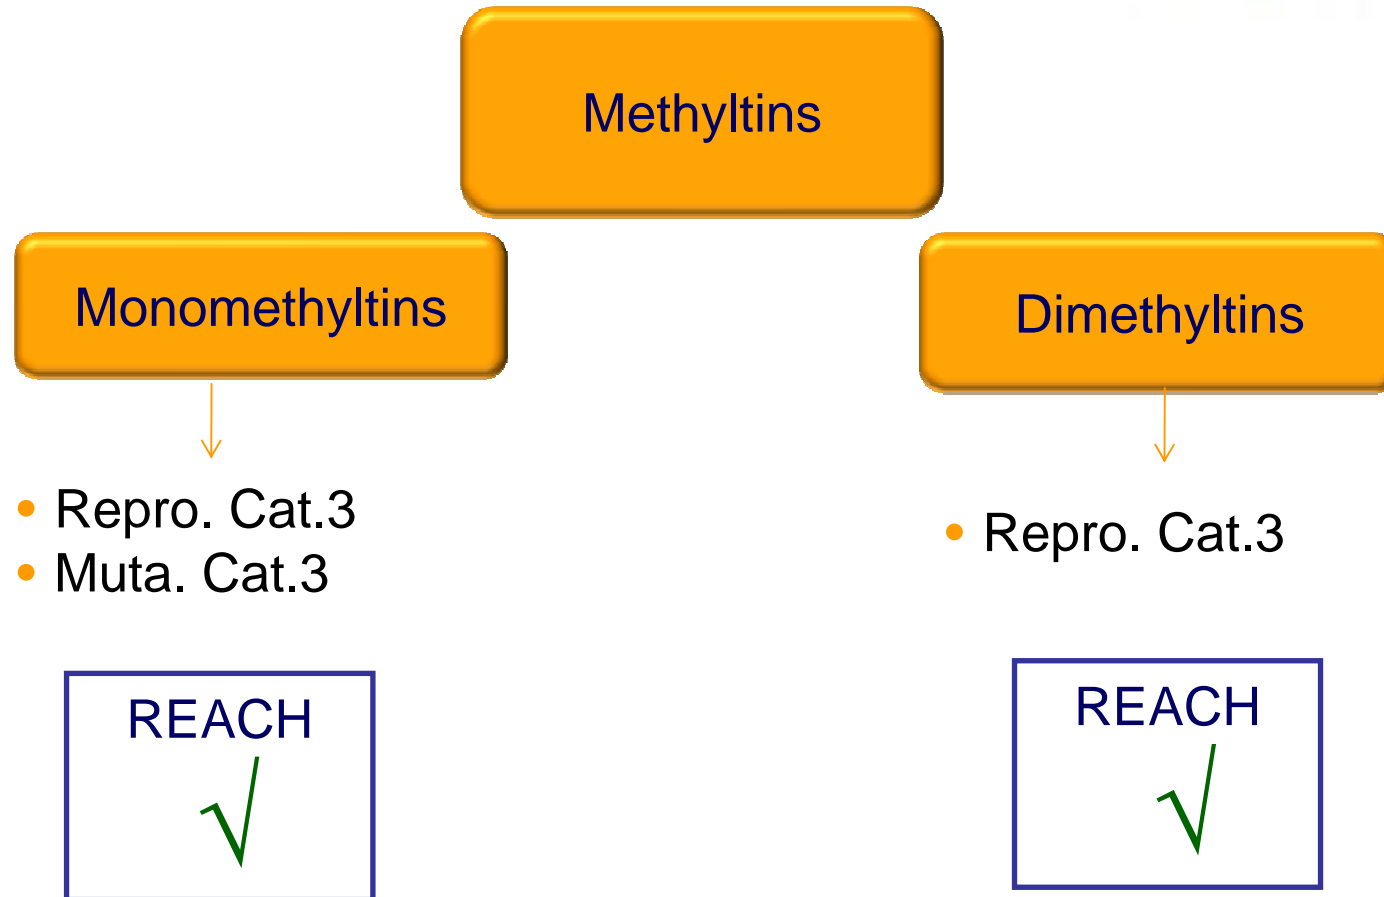 Methyltins
Monomethyltins
• Repro. Cat.3
• Muta. Cat.3
REACH
√
Dimethyltins
• Repro. Cat.3
REACH
√